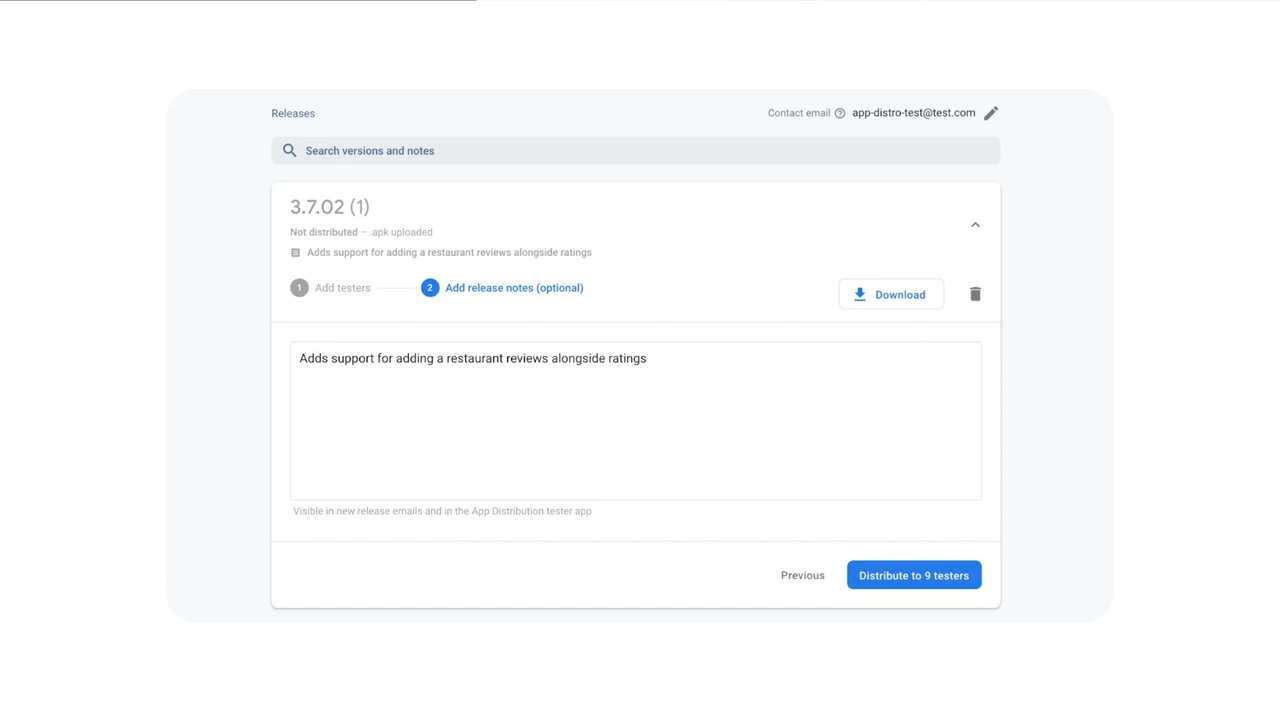 Releases
Contact email app-distro-test@test.com
Search versions and notes
3.7.02 (1)
Not distributed – .apk uploaded
Adds support for adding a restaurant reviews alongside ratings
1 Add testers 2 Add release notes (optional)
Download
Adds support for adding a restaurant reviews alongside ratings
Visible in new release emails and in the App Distribution tester app
Previous Distribute to 9 testers